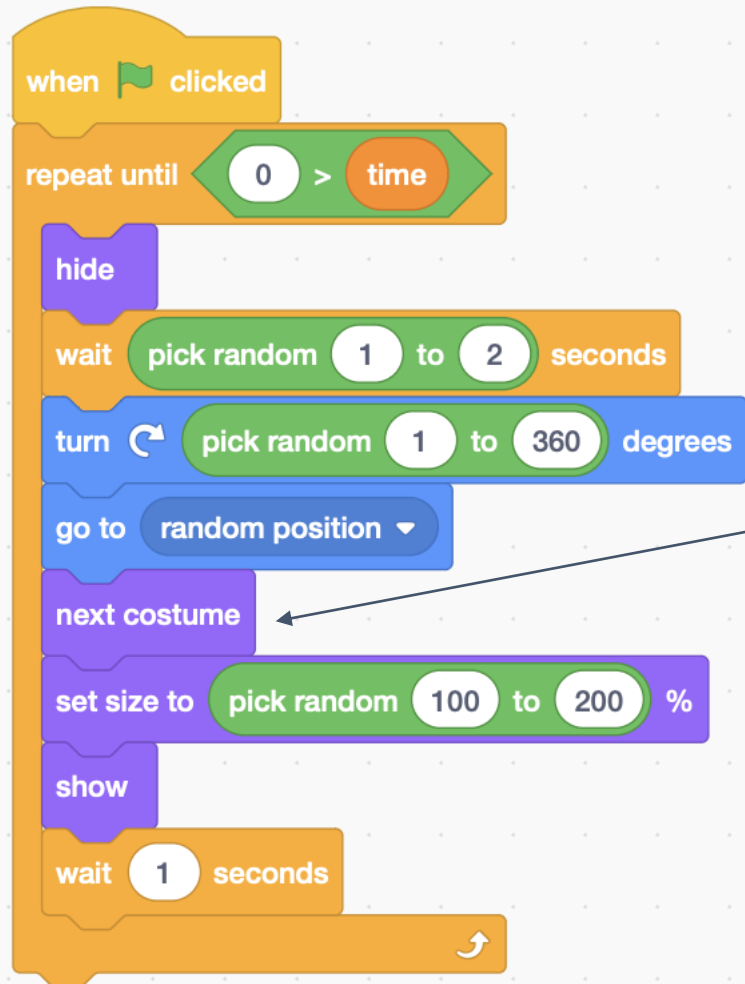 when clicked
repeat until 0 > time
hide
wait pick random 1 to 2 seconds
turn pick random 1 to 360 degrees
go to random position
next costume
set size to pick random 100 to 200 %
show
wait 1 seconds